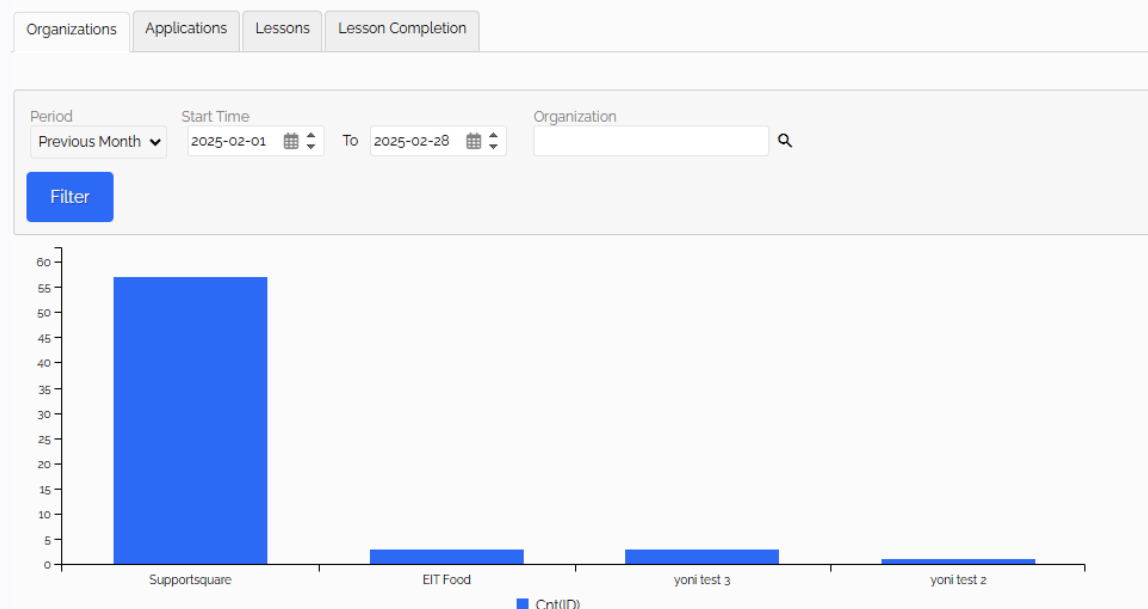 Organizations Applications Lessons Lesson Completion
Period Start Time Organization
Previous Month 2025-02-01 To 2025-02-28
Filter
60
55
50
45
40
35
30
25
20
15
10
5
0
Supportsquare EIT Food yoni test 3 yoni test 2
Cnt(ID)